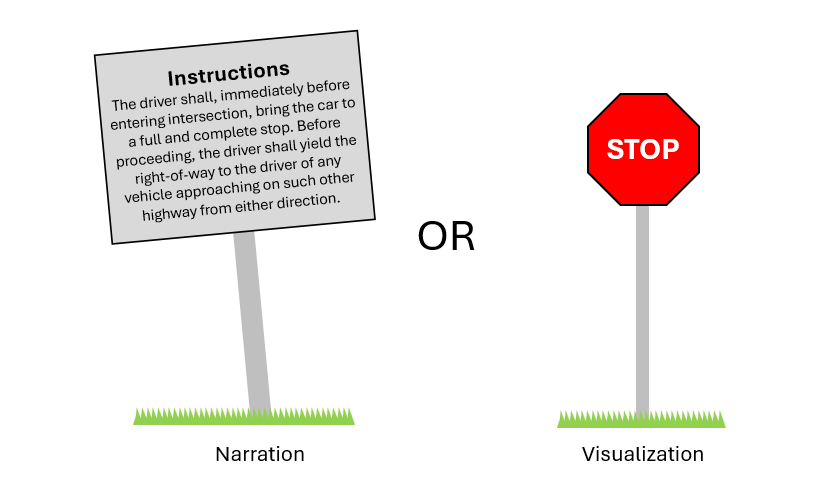 Instructions
The driver shall, immediately before
entering intersection, bring the car to
a full and complete stop. Before
proceeding, the driver shall yield the
right-of-way to the driver of any
vehicle approaching on such other
highway from either direction.
OR
STOP
Narration
Visualization